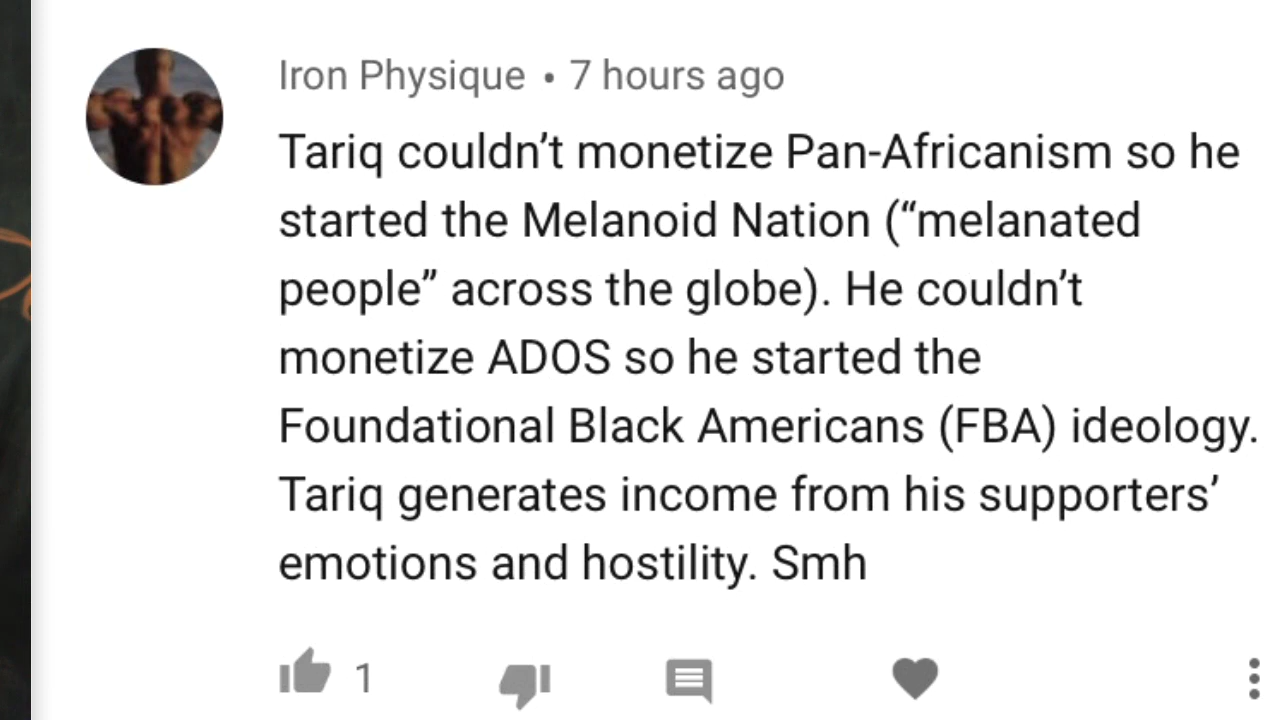 Iron Physique • 7 hours ago
Tariq couldn’t monetize Pan-Africanism so he
started the Melanoid Nation (“melanated
people” across the globe). He couldn’t
monetize ADOS so he started the
Foundational Black Americans (FBA) ideology.
Tariq generates income from his supporters’
emotions and hostility. Smh
1